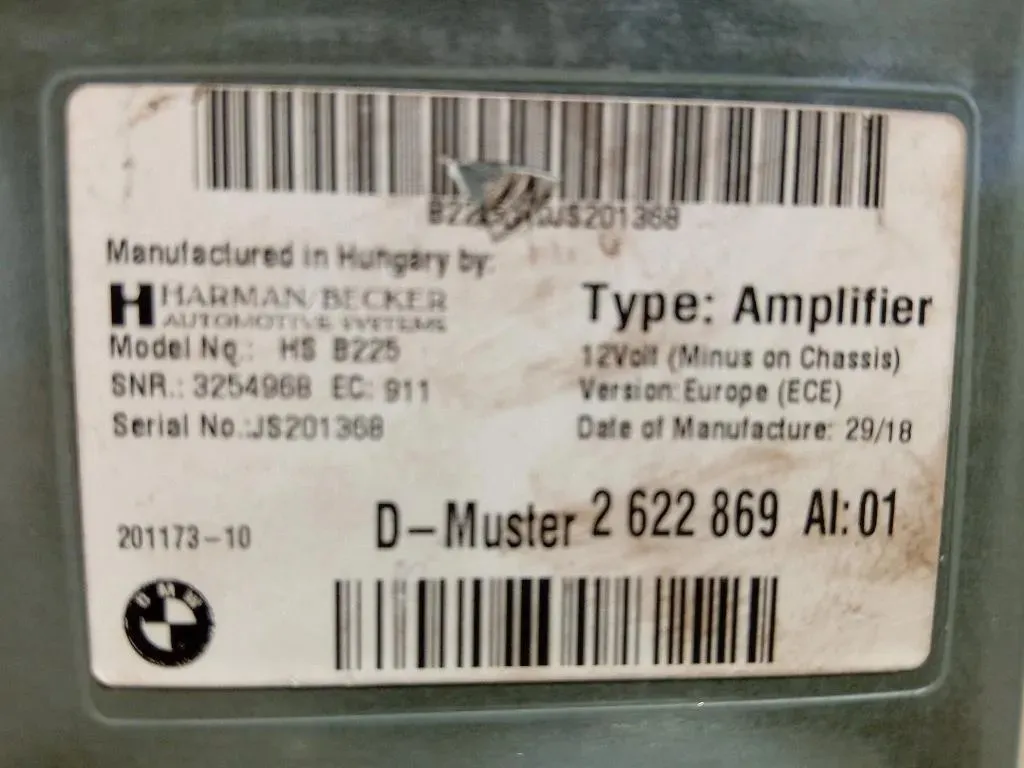 JS201368
Manufactured in Hungary by:
HARMAN/BECKER
AUTOMOTIVE SYSTEMS
Type: Amplifier
Model No.: HS B225
12Volt (Minus on Chassis)
SNR.: 3254968 EC: 911
Version: Europe (ECE)
Serial No.:JS201368
Date of Manufacture: 29/18
D-Muster 2 622 869 AI:01
201173-10
BMW